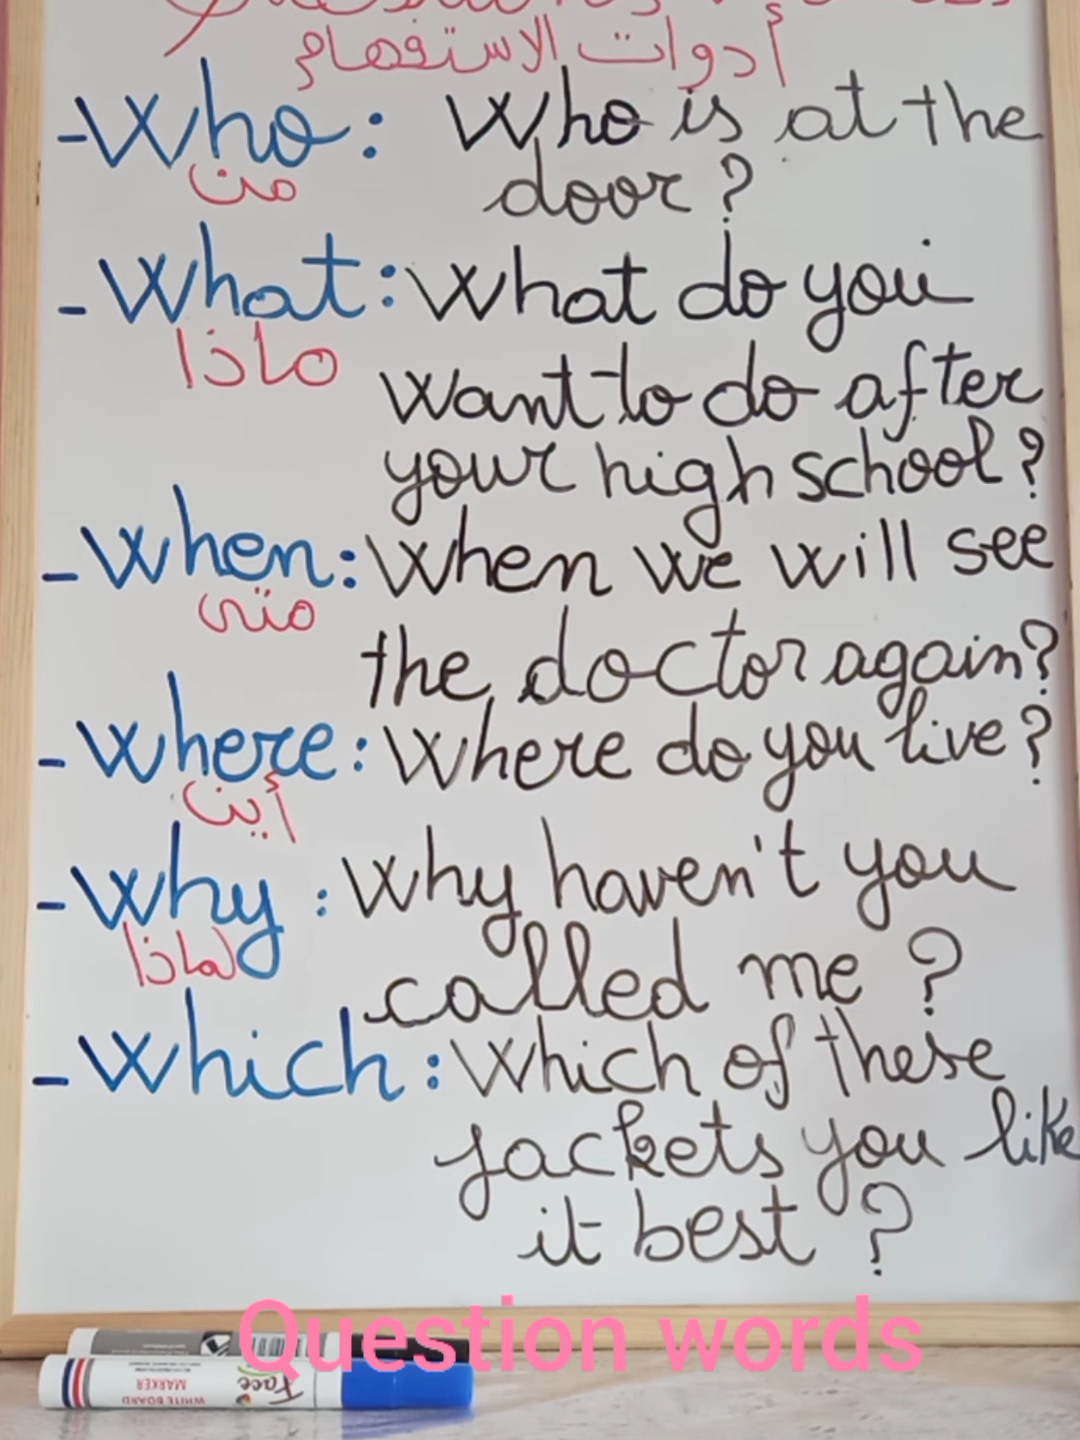 أدوات الاستفهام
- Who : Who is at the
من
door ?
- What : What do you
ماذا
want to do after
your high school ?
- When : When we will see
متى
the doctor again?
- Where : Where do you live ?
أين
- Why : Why haven't you
لماذا
called me ?
- Which : Which of these
jackets you like
it best ?
Question words
Face
WHITE BOARD
MARKER